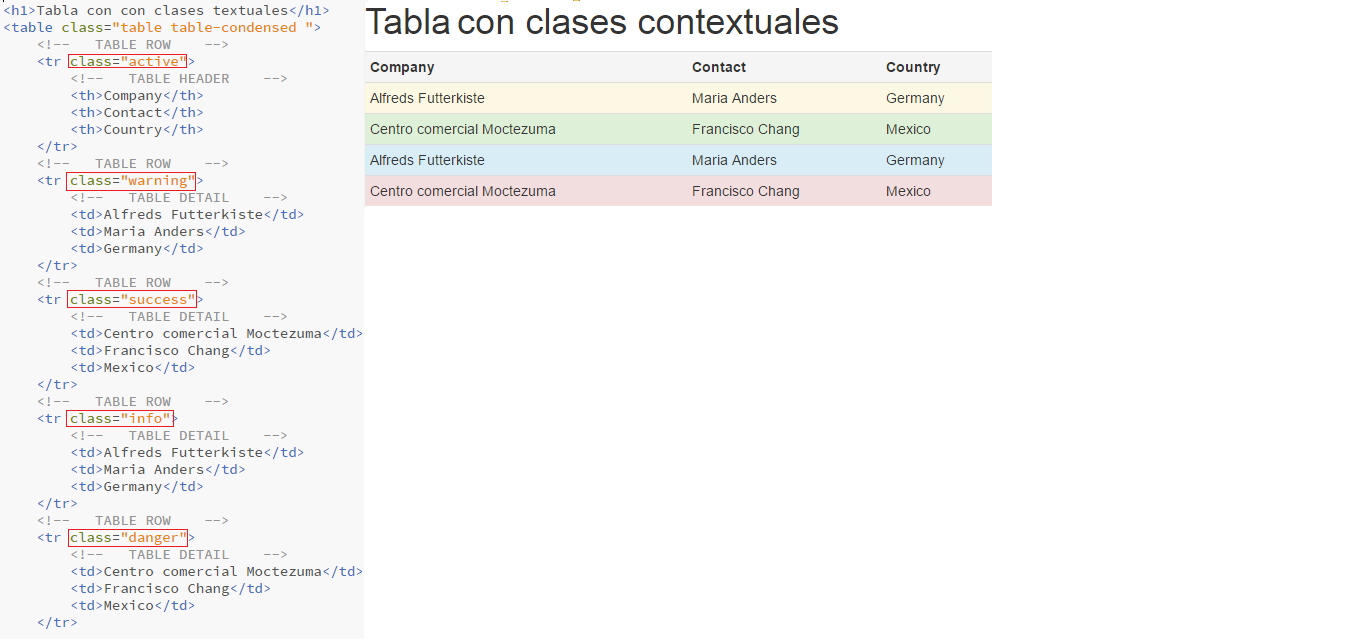 <h1>Tabla con con clases textuales</h1>
<table class="table table-condensed ">
<!--   TABLE ROW    -->
<tr class="active">
<!--   TABLE HEADER    -->
<th>Company</th>
<th>Contact</th>
<th>Country</th>
</tr>
<!--   TABLE ROW    -->
<tr class="warning">
<!--   TABLE DETAIL    -->
<td>Alfreds Futterkiste</td>
<td>Maria Anders</td>
<td>Germany</td>
</tr>
<!--   TABLE ROW    -->
<tr class="success">
<!--   TABLE DETAIL    -->
<td>Centro comercial Moctezuma</td>
<td>Francisco Chang</td>
<td>Mexico</td>
</tr>
<!--   TABLE ROW    -->
<tr class="info">
<!--   TABLE DETAIL    -->
<td>Alfreds Futterkiste</td>
<td>Maria Anders</td>
<td>Germany</td>
</tr>
<!--   TABLE ROW    -->
<tr class="danger">
<!--   TABLE DETAIL    -->
<td>Centro comercial Moctezuma</td>
<td>Francisco Chang</td>
<td>Mexico</td>
</tr>
Tabla con clases contextuales
Company Contact Country
Alfreds Futterkiste Maria Anders Germany
Centro comercial Moctezuma Francisco Chang Mexico
Alfreds Futterkiste Maria Anders Germany
Centro comercial Moctezuma Francisco Chang Mexico